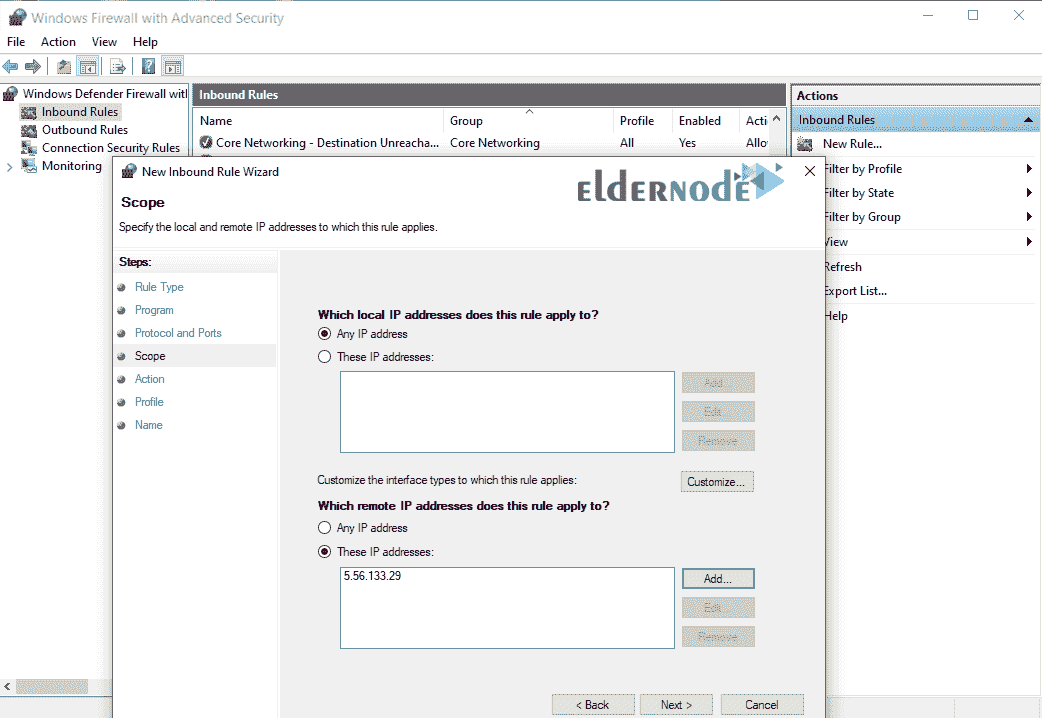 Windows Firewall with Advanced Security
File Action View Help
Windows Defender Firewall witl
Inbound Rules
Outbound Rules
Connection Security Rules
Monitoring
Inbound Rules
Name Group Profile Enabled Acti
Core Networking - Destination Unreacha... Core Networking All Yes Allo
Actions
Inbound Rules
New Rule...
Filter by Profile
Filter by State
Filter by Group
View
Refresh
Export List...
Help
New Inbound Rule Wizard
ELDERNODE
Scope
Specify the local and remote IP addresses to which this rule applies.
Steps:
Rule Type
Program
Protocol and Ports
Scope
Action
Profile
Name
Which local IP addresses does this rule apply to?
Any IP address
These IP addresses:
Add...
Edit...
Remove
Customize the interface types to which this rule applies:
Customize...
Which remote IP addresses does this rule apply to?
Any IP address
These IP addresses:
5.56.133.29
Add...
Edit...
Remove
< Back Next > Cancel